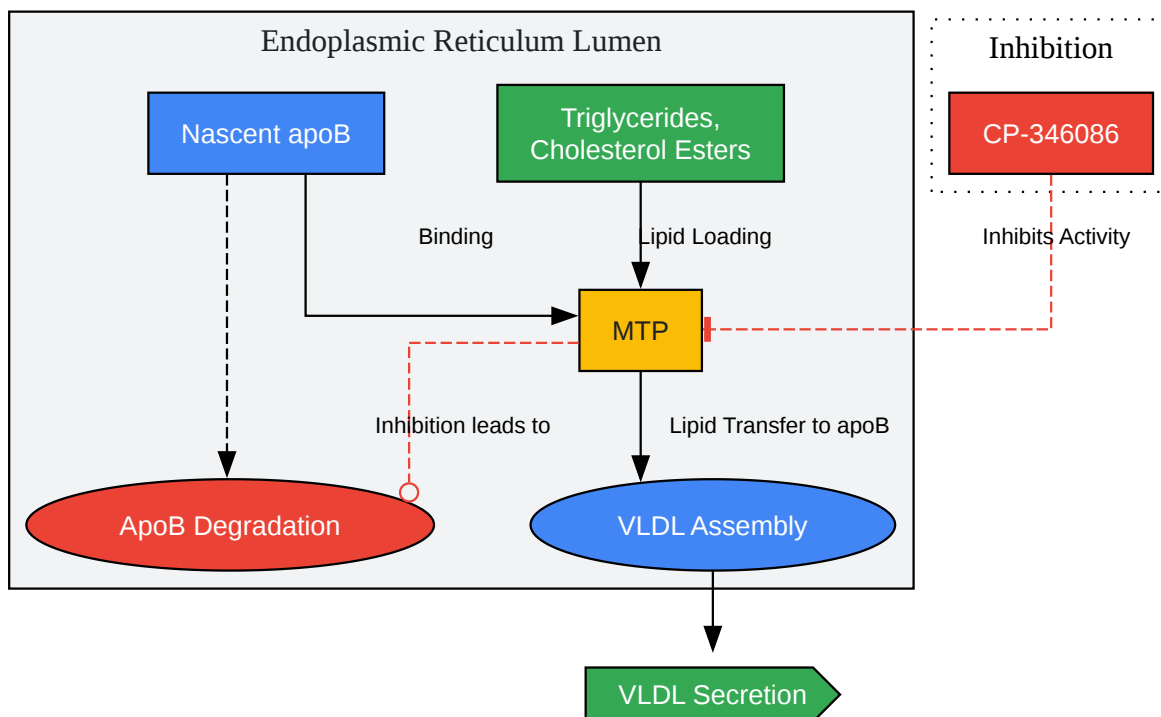 Endoplasmic Reticulum Lumen
Inhibition
Nascent apoB
Triglycerides,
Cholesterol Esters
CP-346086
Binding
Lipid Loading
Inhibits Activity
MTP
Inhibition leads to
Lipid Transfer to apoB
ApoB Degradation
VLDL Assembly
VLDL Secretion